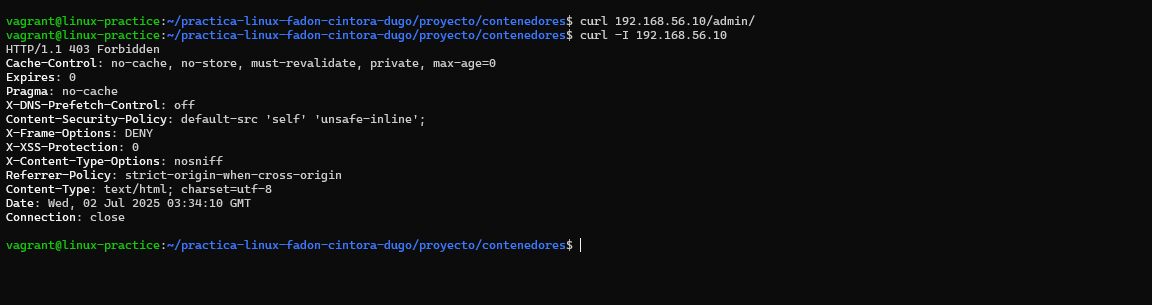 vagrant@linux-practice:~/practica-linux-fadon-cintora-dugo/proyecto/contenedores$ curl 192.168.56.10/admin/
vagrant@linux-practice:~/practica-linux-fadon-cintora-dugo/proyecto/contenedores$ curl -I 192.168.56.10
HTTP/1.1 403 Forbidden
Cache-Control: no-cache, no-store, must-revalidate, private, max-age=0
Expires: 0
Pragma: no-cache
X-DNS-Prefetch-Control: off
Content-Security-Policy: default-src 'self' 'unsafe-inline';
X-Frame-Options: DENY
X-XSS-Protection: 0
X-Content-Type-Options: nosniff
Referrer-Policy: strict-origin-when-cross-origin
Content-Type: text/html; charset=utf-8
Date: Wed, 02 Jul 2025 03:34:10 GMT
Connection: close
vagrant@linux-practice:~/practica-linux-fadon-cintora-dugo/proyecto/contenedores$